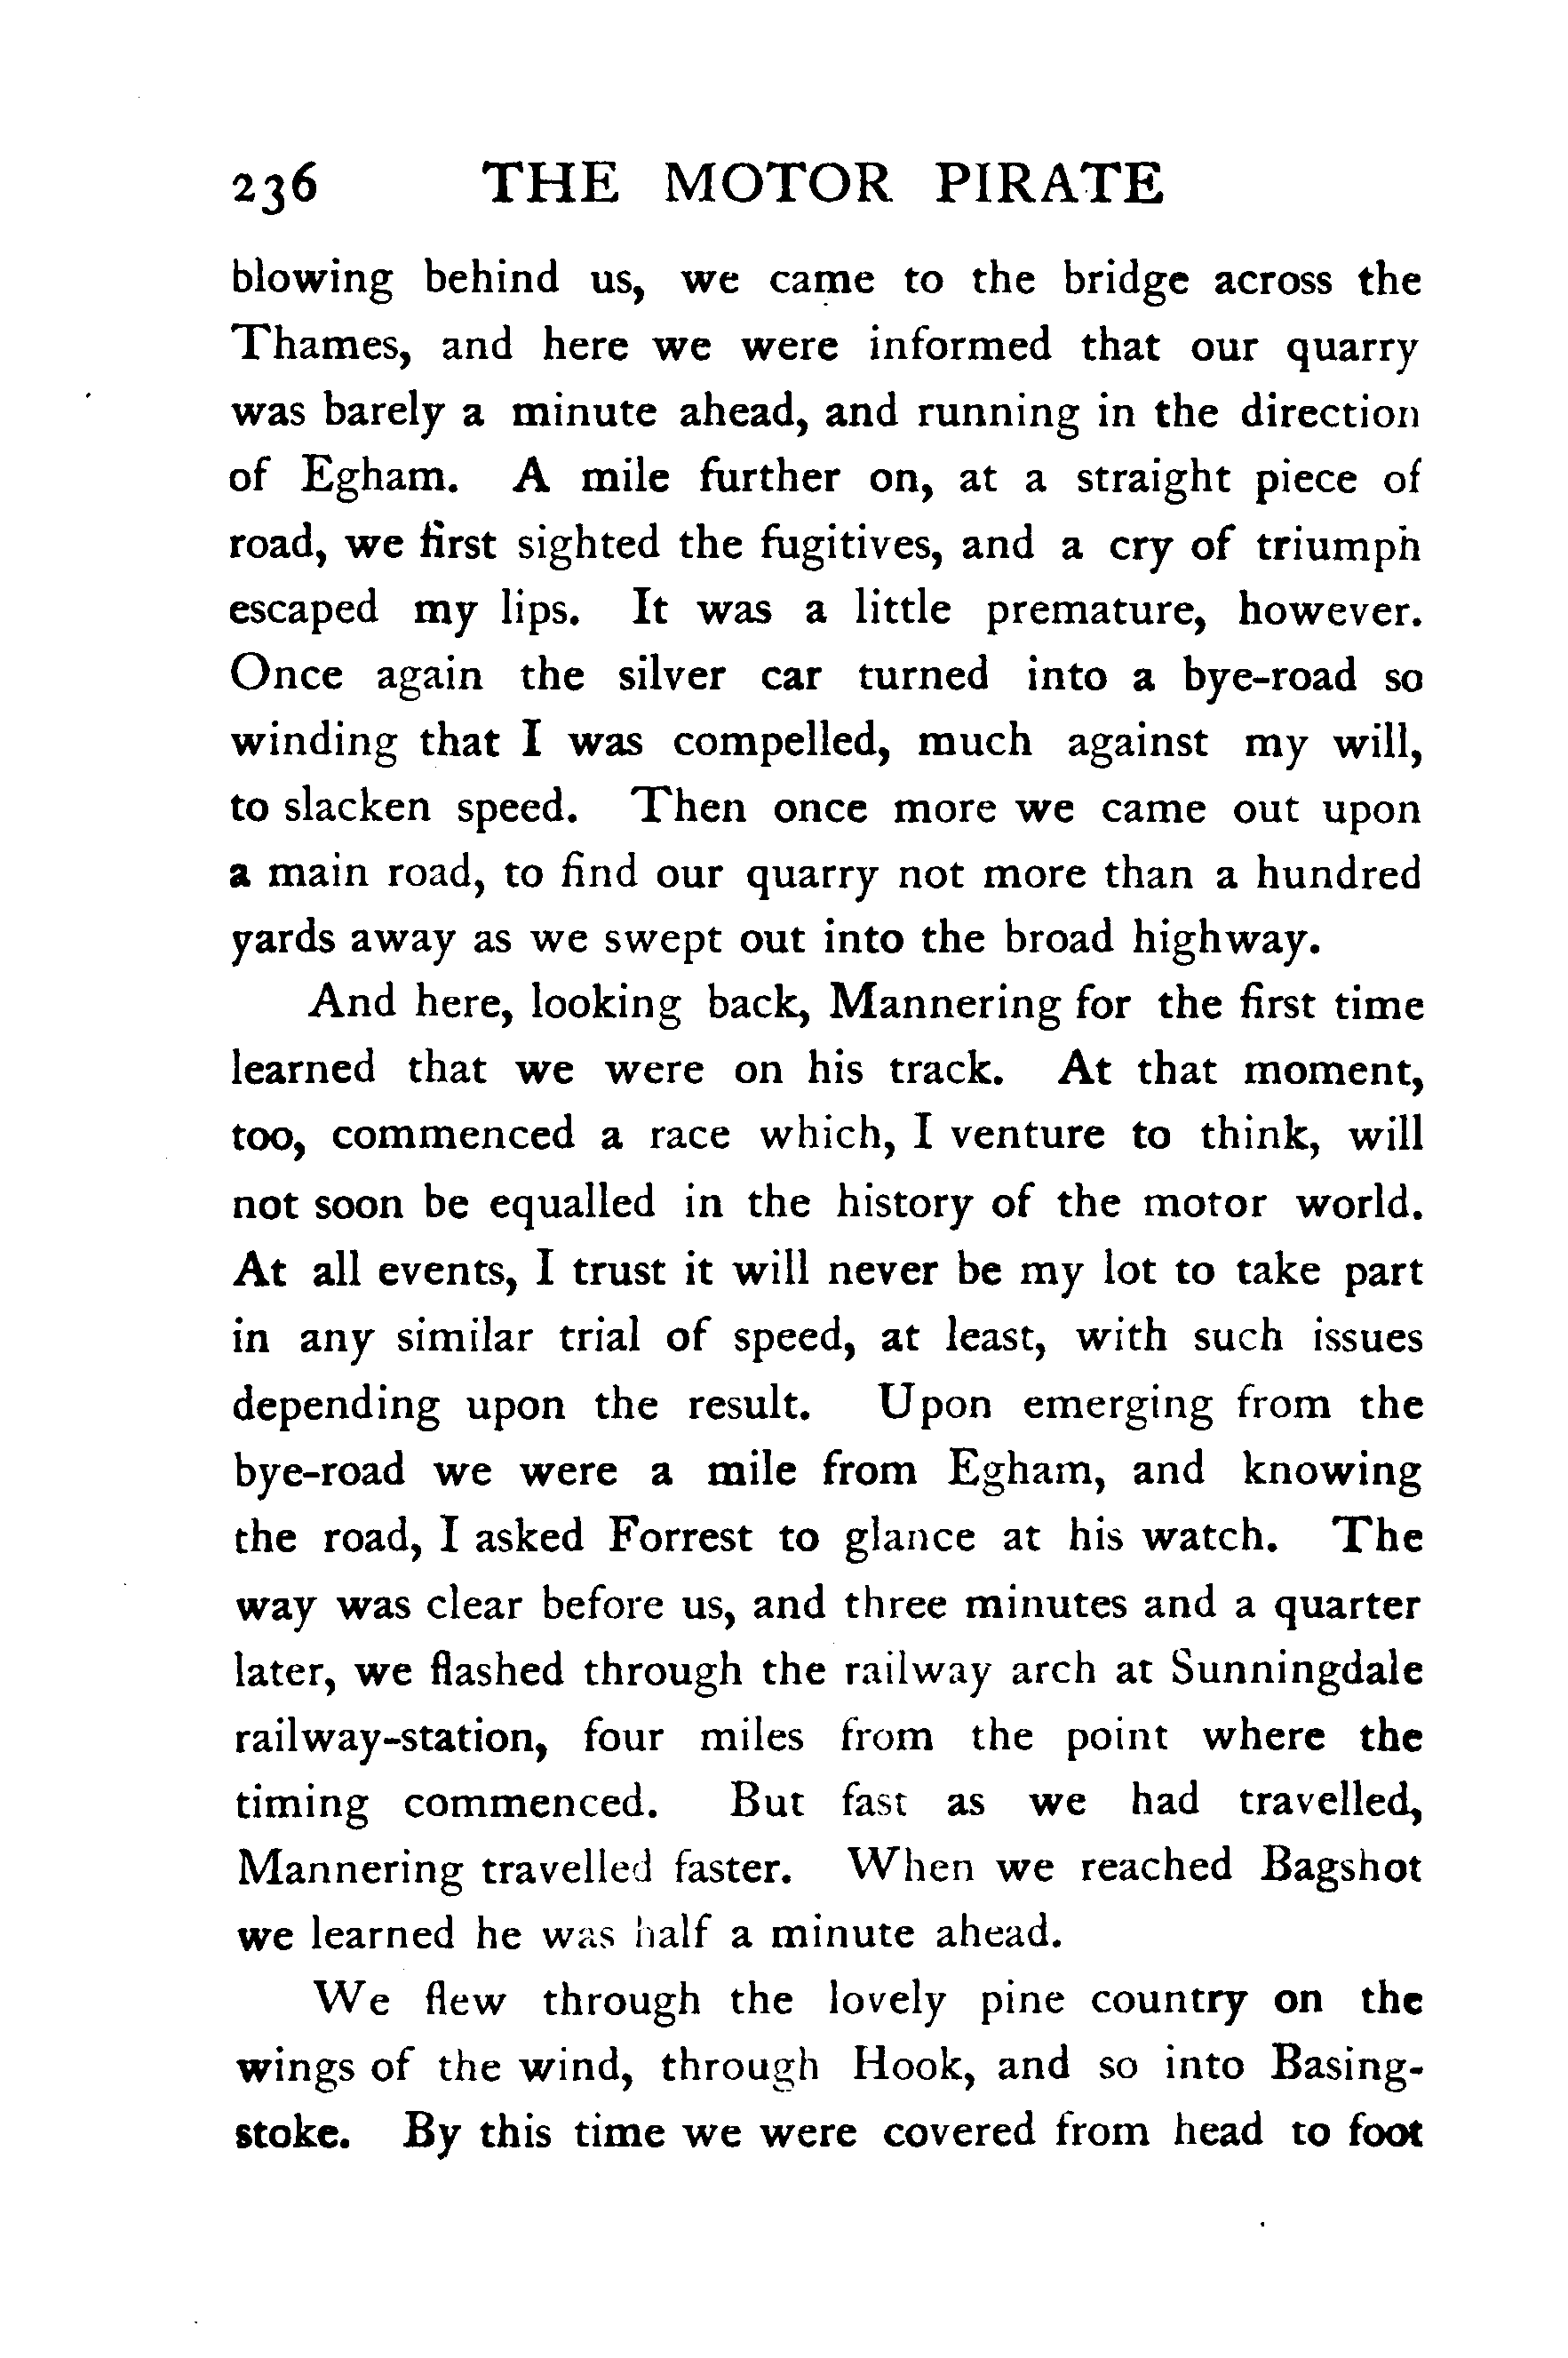 236 THE MOTOR PIRATE
blowing behind us, we came to the bridge across the
Thames, and here we were informed that our quarry
was barely a minute ahead, and running in the direction
of Egham. A mile further on, at a straight piece of
road, we first sighted the fugitives, and a cry of triumph
escaped my lips. It was a little premature, however.
Once again the silver car turned into a bye-road so
winding that I was compelled, much against my will,
to slacken speed. Then once more we came out upon
a main road, to find our quarry not more than a hundred
yards away as we swept out into the broad highway.
And here, looking back, Mannering for the first time
learned that we were on his track. At that moment,
too, commenced a race which, I venture to think, will
not soon be equalled in the history of the motor world.
At all events, I trust it will never be my lot to take part
in any similar trial of speed, at least, with such issues
depending upon the result. Upon emerging from the
bye-road we were a mile from Egham, and knowing
the road, I asked Forrest to glance at his watch. The
way was clear before us, and three minutes and a quarter
later, we flashed through the railway arch at Sunningdale
railway-station, four miles from the point where the
timing commenced. But fast as we had travelled,
Mannering travelled faster. When we reached Bagshot
we learned he was half a minute ahead.
We flew through the lovely pine country on the
wings of the wind, through Hook, and so into Basing-
stoke. By this time we were covered from head to foot